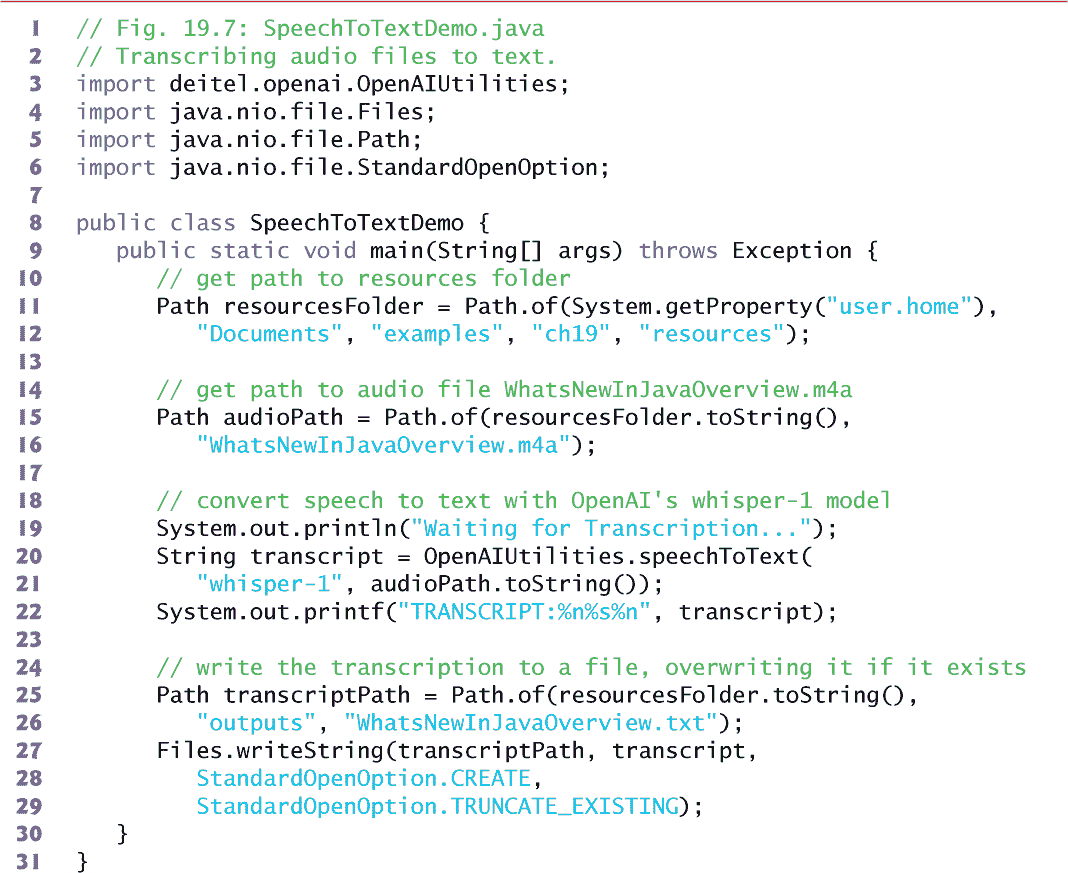 1 // Fig. 19.7: SpeechToTextDemo.java
2 // Transcribing audio files to text.
3 import deitel.openai.OpenAIUtilities;
4 import java.nio.file.Files;
5 import java.nio.file.Path;
6 import java.nio.file.StandardOpenOption;
7
8 public class SpeechToTextDemo {
9    public static void main(String[] args) throws Exception {
10       // get path to resources folder
11       Path resourcesFolder = Path.of(System.getProperty("user.home"),
12          "Documents", "examples", "ch19", "resources");
13
14       // get path to audio file WhatsNewInJavaOverview.m4a
15       Path audioPath = Path.of(resourcesFolder.toString(),
16          "WhatsNewInJavaOverview.m4a");
17
18       // convert speech to text with OpenAI's whisper-1 model
19       System.out.println("Waiting for Transcription...");
20       String transcript = OpenAIUtilities.speechToText(
21          "whisper-1", audioPath.toString());
22       System.out.printf("TRANSCRIPT:%n%s%n", transcript);
23
24       // write the transcription to a file, overwriting it if it exists
25       Path transcriptPath = Path.of(resourcesFolder.toString(),
26          "outputs", "WhatsNewInJavaOverview.txt");
27       Files.writeString(transcriptPath, transcript,
28          StandardOpenOption.CREATE,
29          StandardOpenOption.TRUNCATE_EXISTING);
30    }
31 }